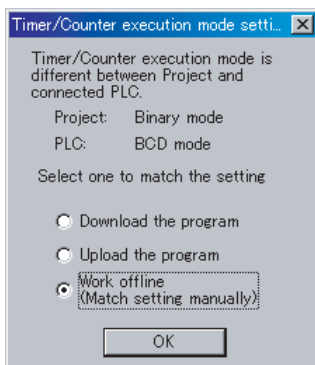 Timer/Counter execution mode setti...
Timer/Counter execution mode is
different between Project and
connected PLC.
Project: Binary mode
PLC: BCD mode
Select one to match the setting
Download the program
Upload the program
Work offline
(Match setting manually)
OK